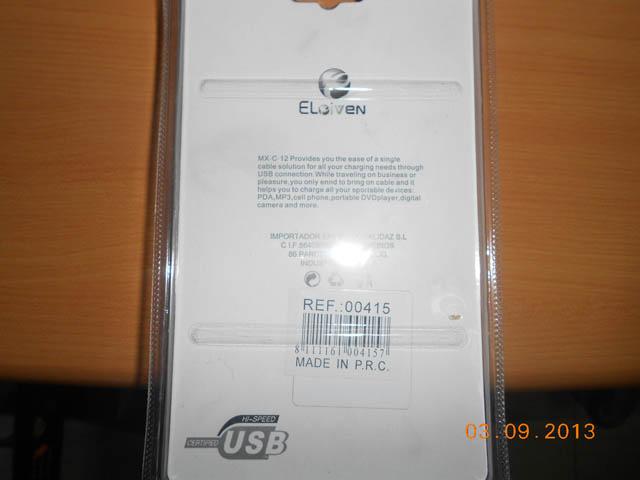 ELOIVEN
MX-C-12 Provides you the ease of a single
cable solution for all your charging needs through
USB connection. While traveling on business or
pleasure, you only ennd to bring on cable and it
helps you to charge all your sportable devices:
PDA,MP3,cell phone,portable DVDplayer,digital
camera and more.
IMPORTADOR S.L
C.I.F.
REF.:00415
8 111161 004157
MADE IN P.R.C.
HI-SPEED
CERTIFIED USB
03.09.2013